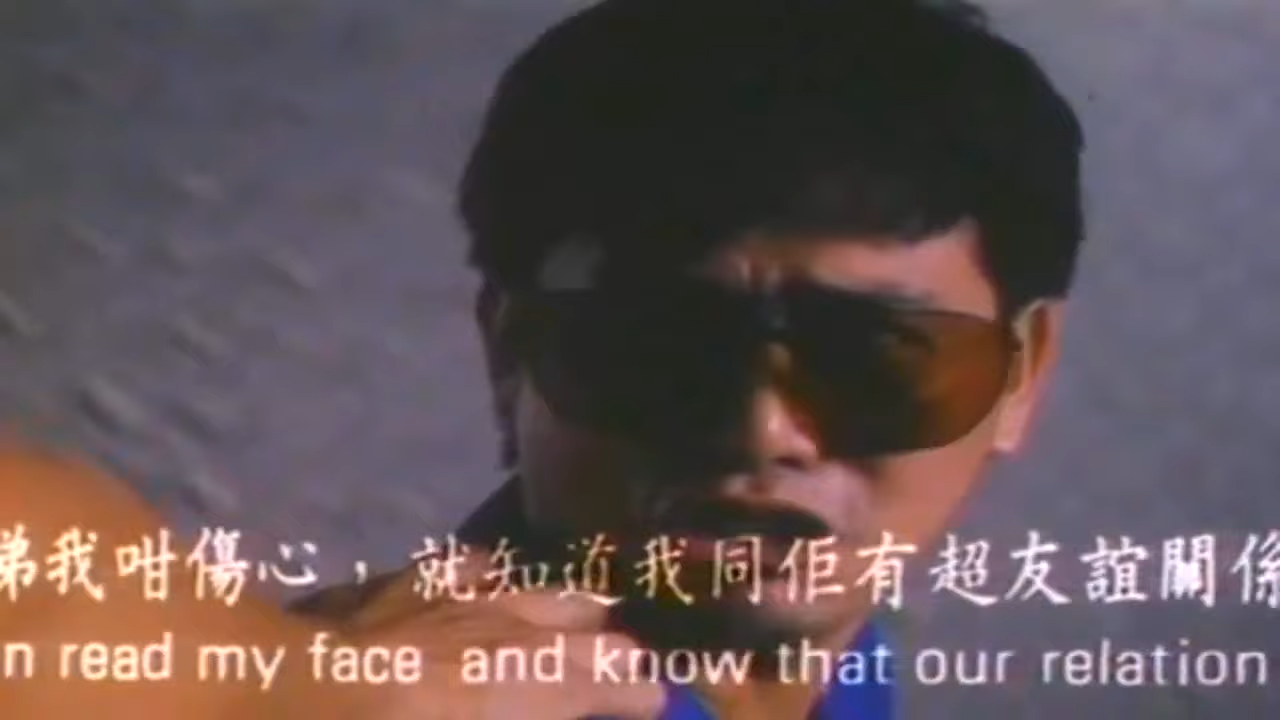 睇我咁傷心，就知道我同佢有超友誼關係
n read my face and know that our relation